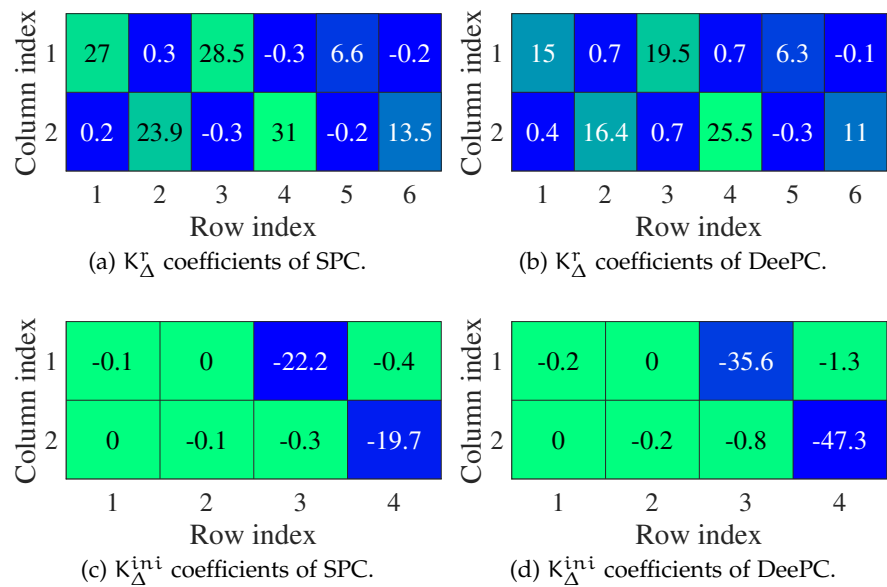 Column index
1 27 0.3 28.5 -0.3 6.6 -0.2
2 0.2 23.9 -0.3 31 -0.2 13.5
1 2 3 4 5 6
Row index
(a) K^r_Δ coefficients of SPC.
Column index
1 15 0.7 19.5 0.7 6.3 -0.1
2 0.4 16.4 0.7 25.5 -0.3 11
1 2 3 4 5 6
Row index
(b) K^r_Δ coefficients of DeePC.
Column index
1 -0.1 0 -22.2 -0.4
2 0 -0.1 -0.3 -19.7
1 2 3 4
Row index
(c) K^ini_Δ coefficients of SPC.
Column index
1 -0.2 0 -35.6 -1.3
2 0 -0.2 -0.8 -47.3
1 2 3 4
Row index
(d) K^ini_Δ coefficients of DeePC.